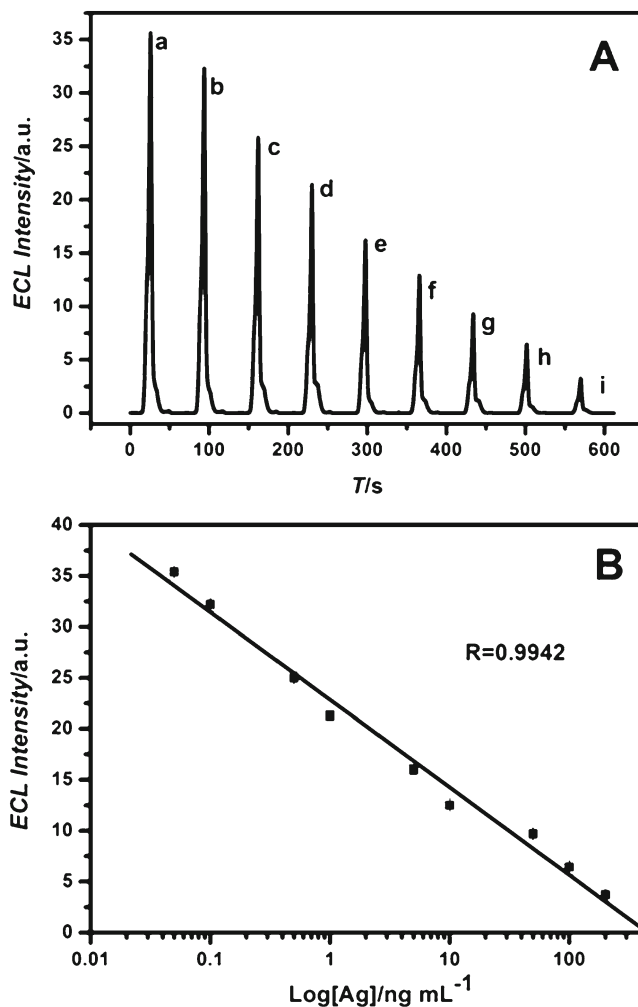 A
35
30
25
20
15
10
5
0
ECL Intensity/a.u.
a
b
c
d
e
f
g
h
i
0 100 200 300 400 500 600
T/s
B
40
35
30
25
20
15
10
5
0
ECL Intensity/a.u.
R=0.9942
0.01 0.1 1 10 100
Log[Ag]/ng mL⁻¹